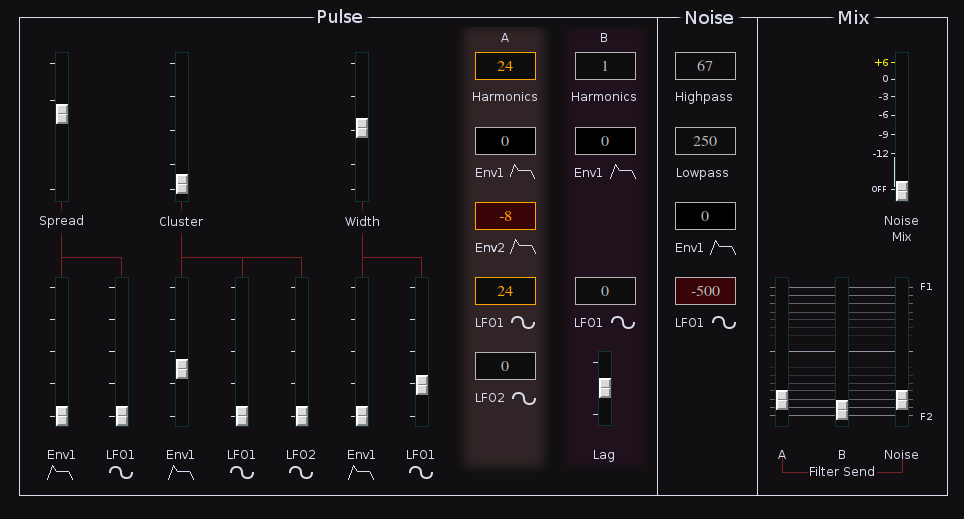 Pulse
Noise
Mix
A
B
24
1
67
Harmonics
Harmonics
Highpass
+6
0
-3
-6
-9
-12
OFF
0
0
250
Env1
Env1
Lowpass
Spread
Cluster
Width
-8
0
Noise
Mix
Env2
Env1
24
0
-500
LFO1
LFO1
LFO1
F1
0
LFO2
F2
Env1
LFO1
Env1
LFO1
LFO2
Env1
LFO1
Lag
A
B
Noise
Filter Send